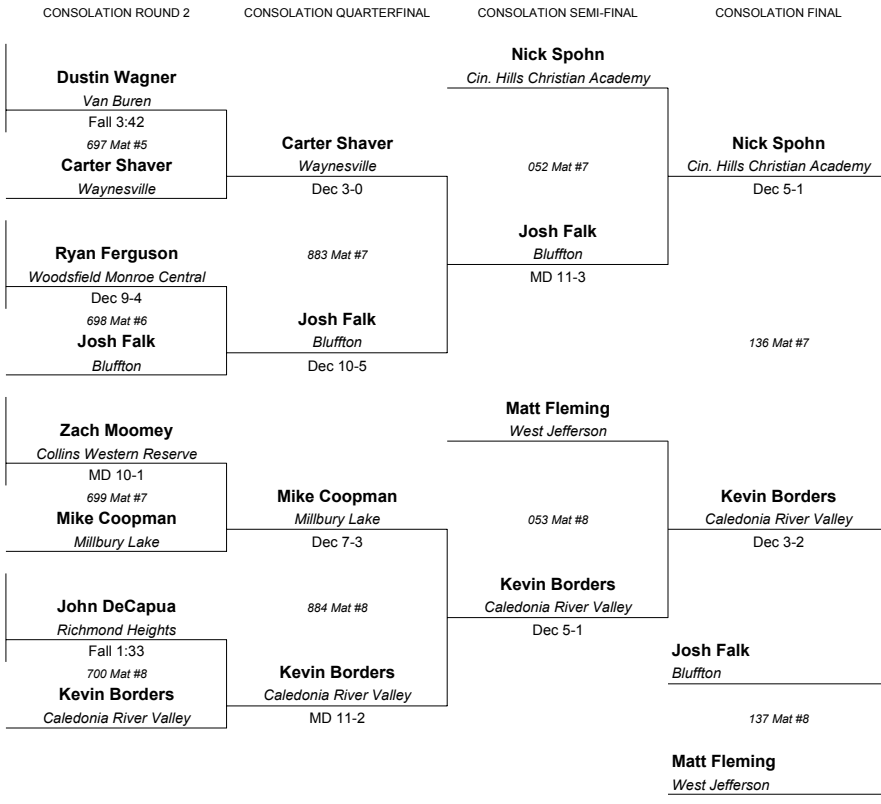 CONSOLATION ROUND 2
CONSOLATION QUARTERFINAL
CONSOLATION SEMI-FINAL
CONSOLATION FINAL
Dustin Wagner
Van Buren
Fall 3:42
697 Mat #5
Carter Shaver
Waynesville
Ryan Ferguson
Woodsfield Monroe Central
Dec 9-4
698 Mat #6
Josh Falk
Bluffton
Zach Moomey
Collins Western Reserve
MD 10-1
699 Mat #7
Mike Coopman
Millbury Lake
John DeCapua
Richmond Heights
Fall 1:33
700 Mat #8
Kevin Borders
Caledonia River Valley
Carter Shaver
Waynesville
Dec 3-0
883 Mat #7
Josh Falk
Bluffton
Dec 10-5
Mike Coopman
Millbury Lake
Dec 7-3
884 Mat #8
Kevin Borders
Caledonia River Valley
MD 11-2
Nick Spohn
Cin. Hills Christian Academy
052 Mat #7
Josh Falk
Bluffton
MD 11-3
Matt Fleming
West Jefferson
053 Mat #8
Kevin Borders
Caledonia River Valley
Dec 5-1
Nick Spohn
Cin. Hills Christian Academy
Dec 5-1
136 Mat #7
Kevin Borders
Caledonia River Valley
Dec 3-2
Josh Falk
Bluffton
137 Mat #8
Matt Fleming
West Jefferson